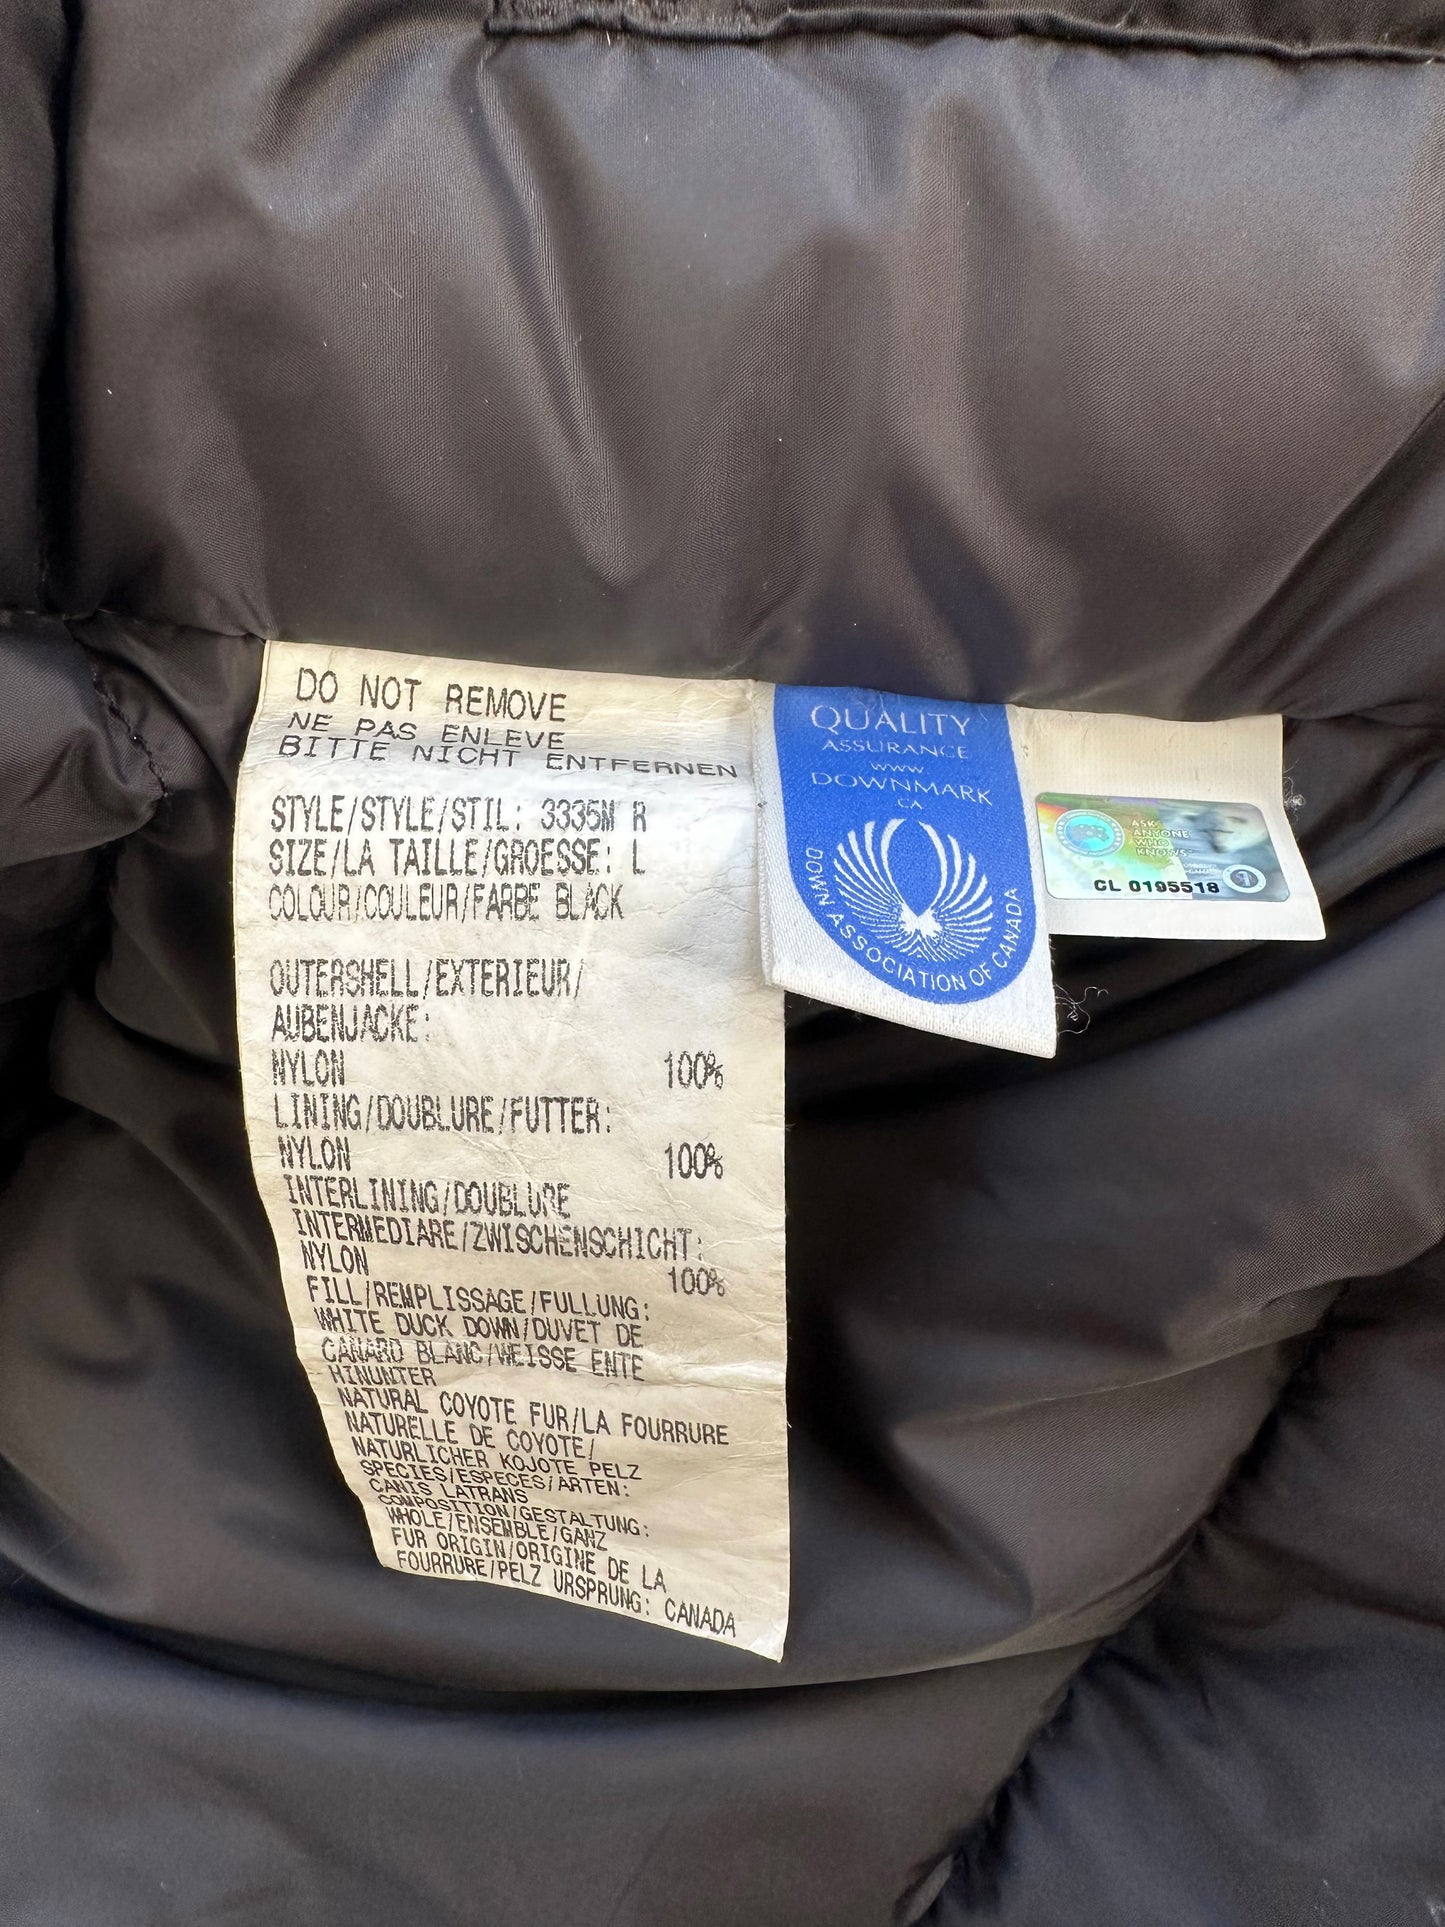 DO NOT REMOVE
NE PAS ENLEVE
BITTE NICHT ENTFERNEN
STYLE/STYLE/STIL: 3335M R
SIZE/LA TAILLE/GROESSE: L
COLOUR/COULEUR/FARBE BLACK
OUTERSHELL/EXTERIEUR/
AUBENJACKE:
NYLON 100%
LINING/DOUBLURE/FUTTER:
NYLON 100%
INTERLINING/DOUBLURE
INTERMEDIARE/ZWISCHENSCHICHT:
NYLON 100%
FILL/REMPLISSAGE/FULLUNG:
WHITE DUCK DOWN/DUVET DE
CANARD BLANC/WEISSE ENTE
HINUNTER
NATURAL COYOTE FUR/LA FOURRURE
NATURELLE DE COYOTE/
NATURLICHER KOJOTE PELZ
SPECIES/ESPECES/ARTEN:
CANIS LATRANS
COMPOSITION/GESTALTUNG:
WHOLE/ENSEMBLE/GANZ
FUR ORIGIN/ORIGINE DE LA
FOURRURE/PELZ URSPRUNG: CANADA
QUALITY
ASSURANCE
www
DOWNMARK
CA
DOWN ASSOCIATION OF CANADA
ASK
ANYONE
WHO
KNOWS
CL 0195518